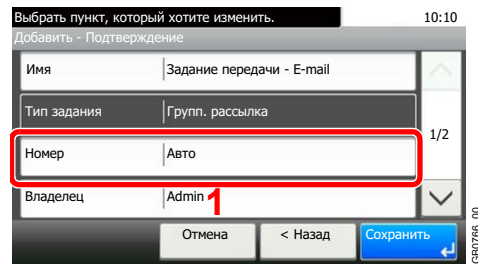 Выбрать пункт, который хотите изменить. 10:10
Добавить - Подтверждение
Имя Задание передачи - E-mail
Тип задания Групп. рассылка
1/2
Номер Авто
Владелец Admin 1
Отмена < Назад Сохранить
GB0766_00